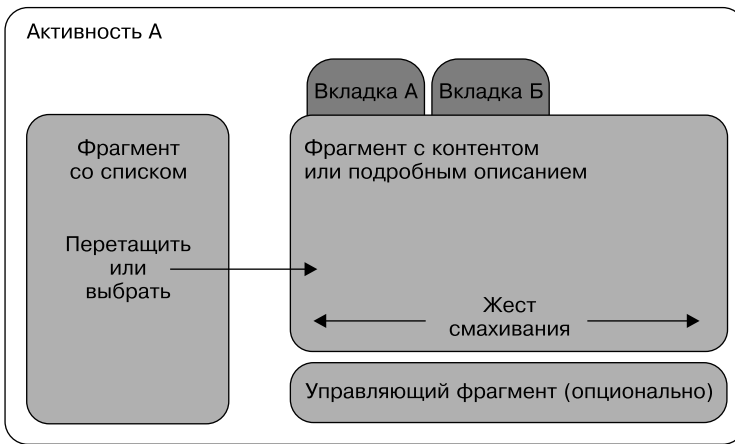 Активность А
Вкладка А
Вкладка Б
Фрагмент
со списком
Перетащить
или
выбрать
Фрагмент с контентом
или подробным описанием
Жест
смахивания
Управляющий фрагмент (опционально)